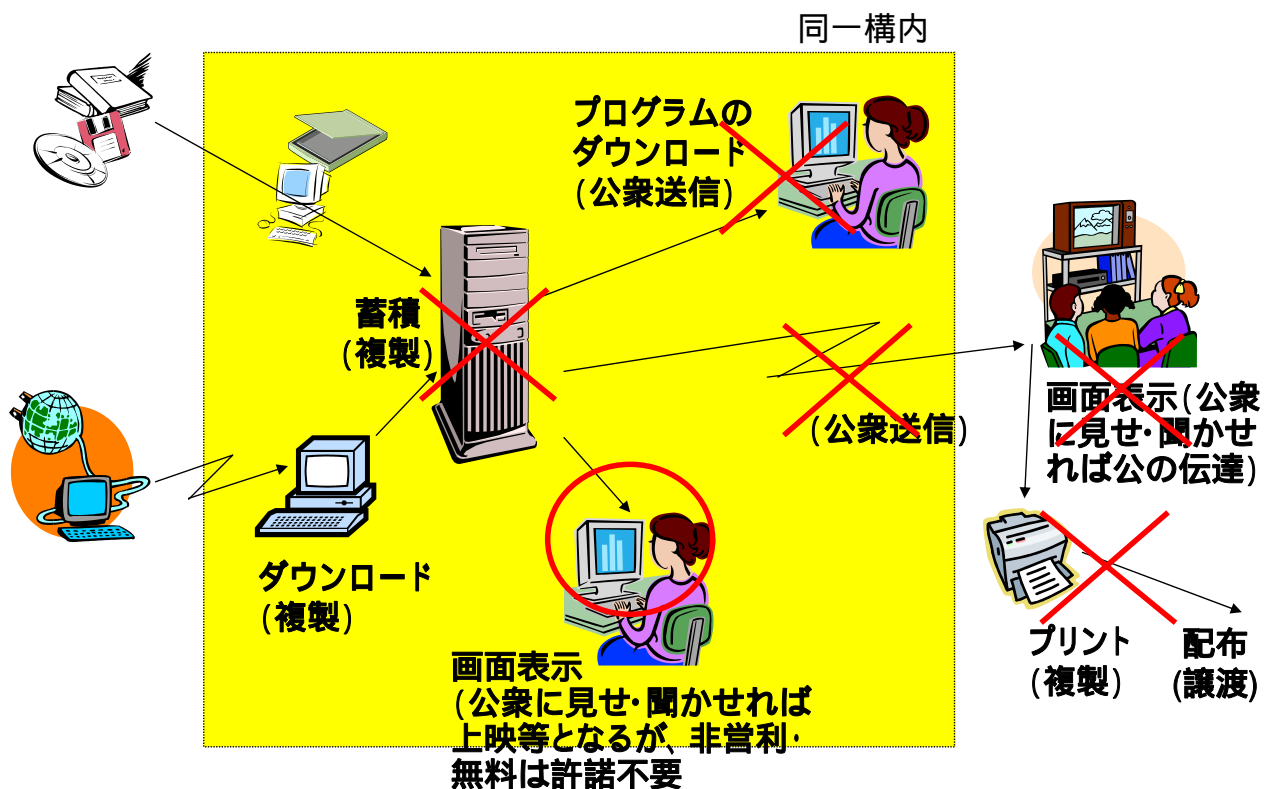 同一構内
プログラムの
ダウンロード
(公衆送信)
蓄積
(複製)
(公衆送信)
画面表示(公衆
に見せ・聞かせ
れば公の伝達)
ダウンロード
(複製)
プリント
(複製)
配布
(譲渡)
画面表示
(公衆に見せ・聞かせれば
上映等となるが、非営利・
無料は許諾不要